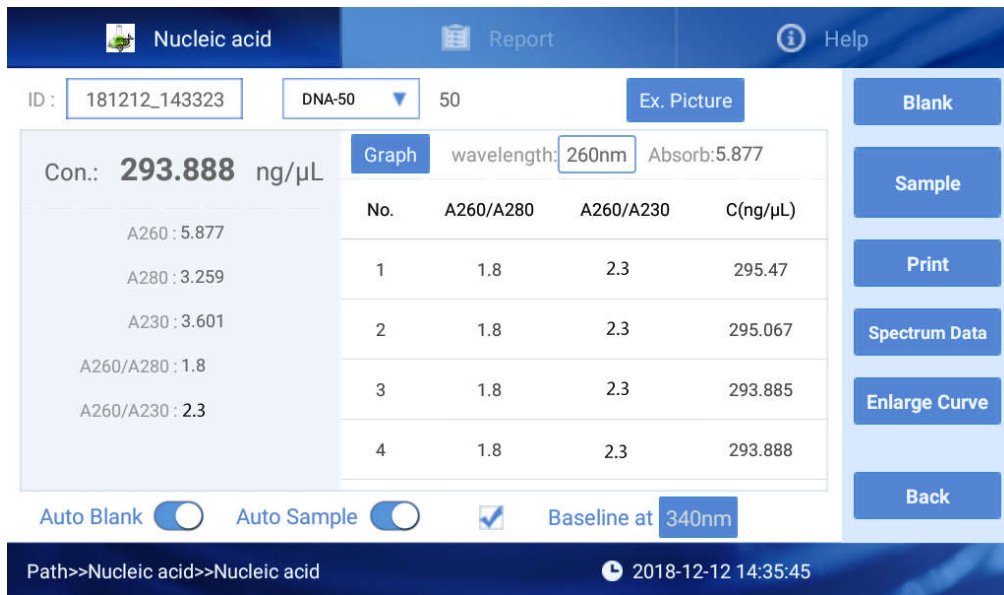 Nucleic acid
Report
Help
ID : 181212_143323 DNA-50 50 Ex. Picture
Con.: 293.888 ng/µL
A260 : 5.877
A280 : 3.259
A230 : 3.601
A260/A280 : 1.8
A260/A230 : 2.3
Graph wavelength: 260nm Absorb:5.877
No. A260/A280 A260/A230 C(ng/µL)
1 1.8 2.3 295.47
2 1.8 2.3 295.067
3 1.8 2.3 293.885
4 1.8 2.3 293.888
Blank
Sample
Print
Spectrum Data
Enlarge Curve
Back
Auto Blank Auto Sample Baseline at 340nm
Path>>Nucleic acid>>Nucleic acid 2018-12-12 14:35:45